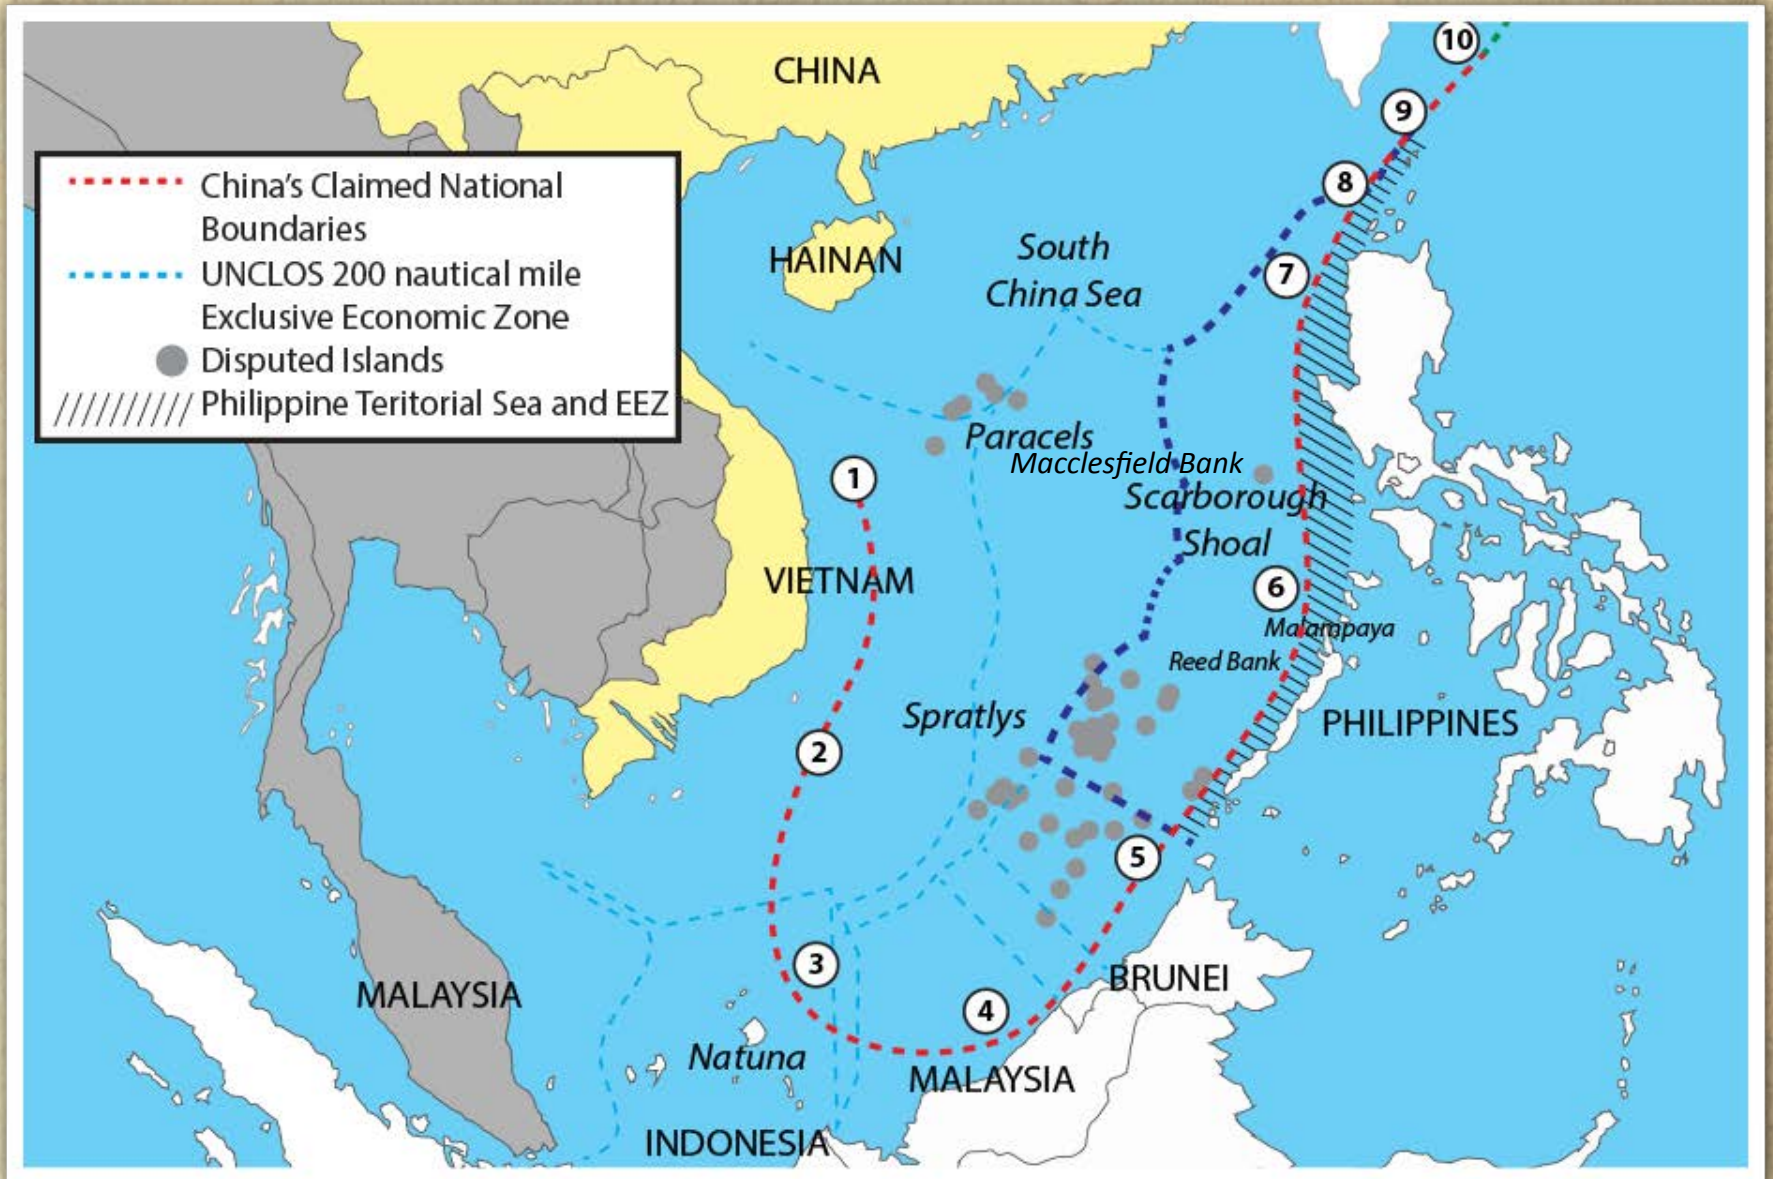 CHINA
10
9
China's Claimed National
Boundaries
UNCLOS 200 nautical mile
Exclusive Economic Zone
Disputed Islands
Philippine Teritorial Sea and EEZ
8
HAINAN
South
China Sea
7
Paracels
Macclesfield Bank
1
Scarborough
Shoal
VIETNAM
6
Malampaya
Reed Bank
Spratlys
PHILIPPINES
2
5
3
BRUNEI
MALAYSIA
4
Natuna
MALAYSIA
INDONESIA